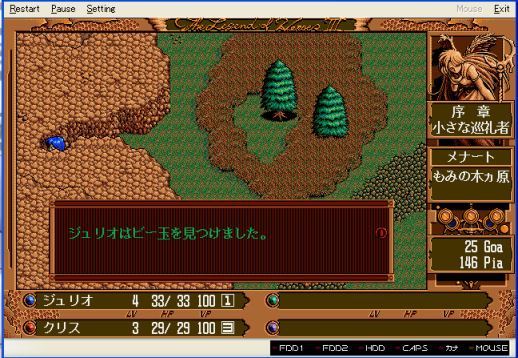 Restart Pause Setting Mouse Exit
The Legend of Heroes III
序章
小さな巡礼者
メナート
もみの木ヵ原
ジュリオはビー玉を見つけました。
25 Goa
146 Pia
ジュリオ 4 33/ 33 100 1
LV HP VP
LV HP VP
クリス 3 29/ 29 100 3
FDD1 FDD2 HDD CAPS カナ MOUSE